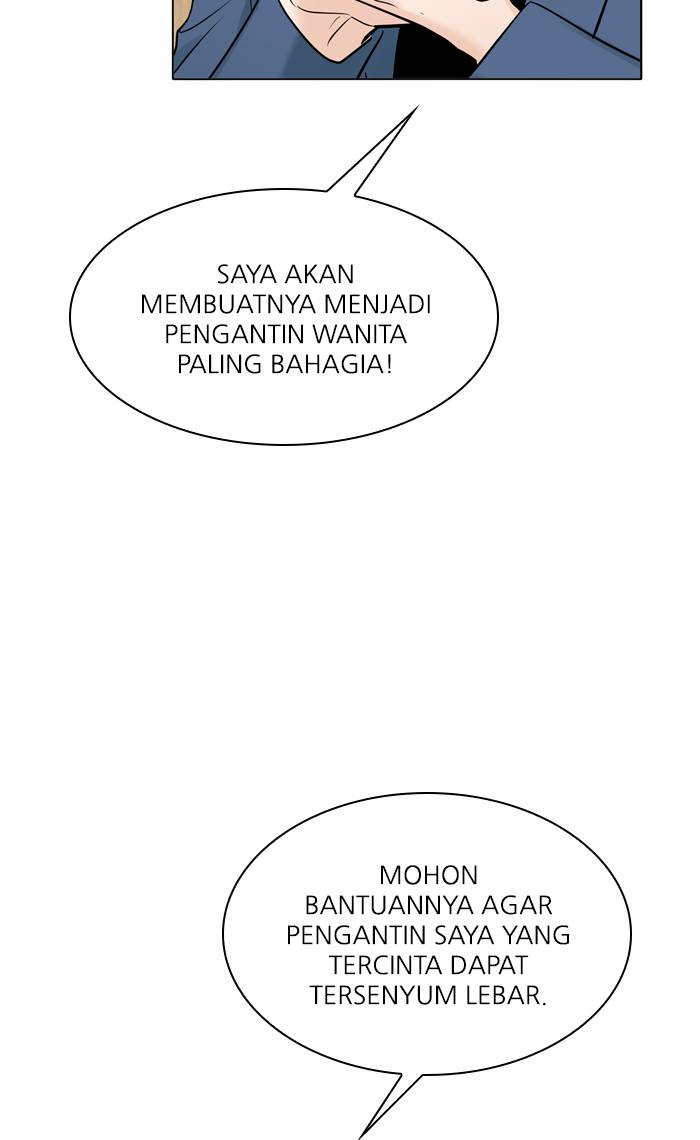 SAYA AKAN
MEMBUATNYA MENJADI
PENGANTIN WANITA
PALING BAHAGIA!
MOHON
BANTUANNYA AGAR
PENGANTIN SAYA YANG
TERCINTA DAPAT
TERSENYUM LEBAR.